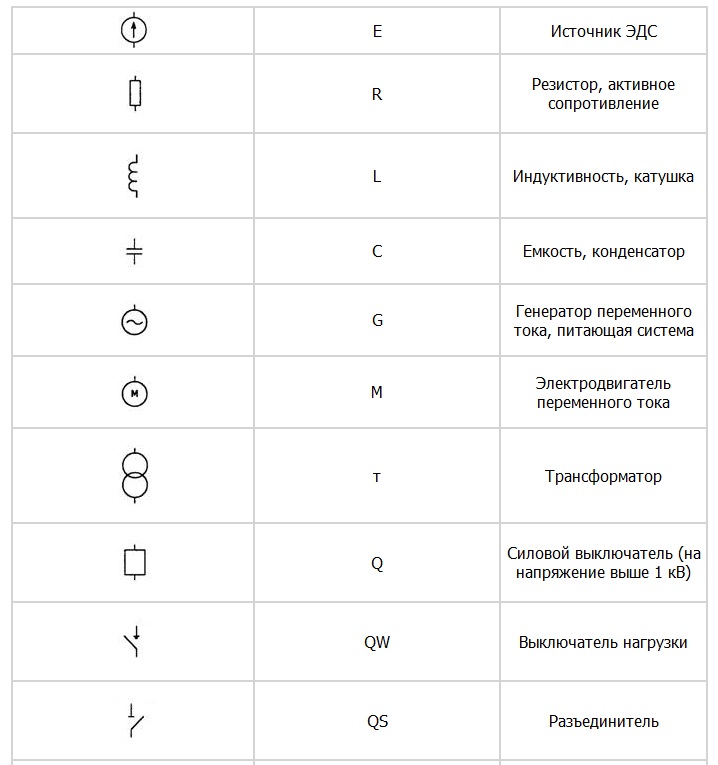 E
Источник ЭДС
R
Резистор, активное
сопротивление
L
Индуктивность, катушка
C
Емкость, конденсатор
G
Генератор переменного
тока, питающая система
M
M
Электродвигатель
переменного тока
т
Трансформатор
Q
Силовой выключатель (на
напряжение выше 1 кВ)
QW
Выключатель нагрузки
QS
Разъединитель